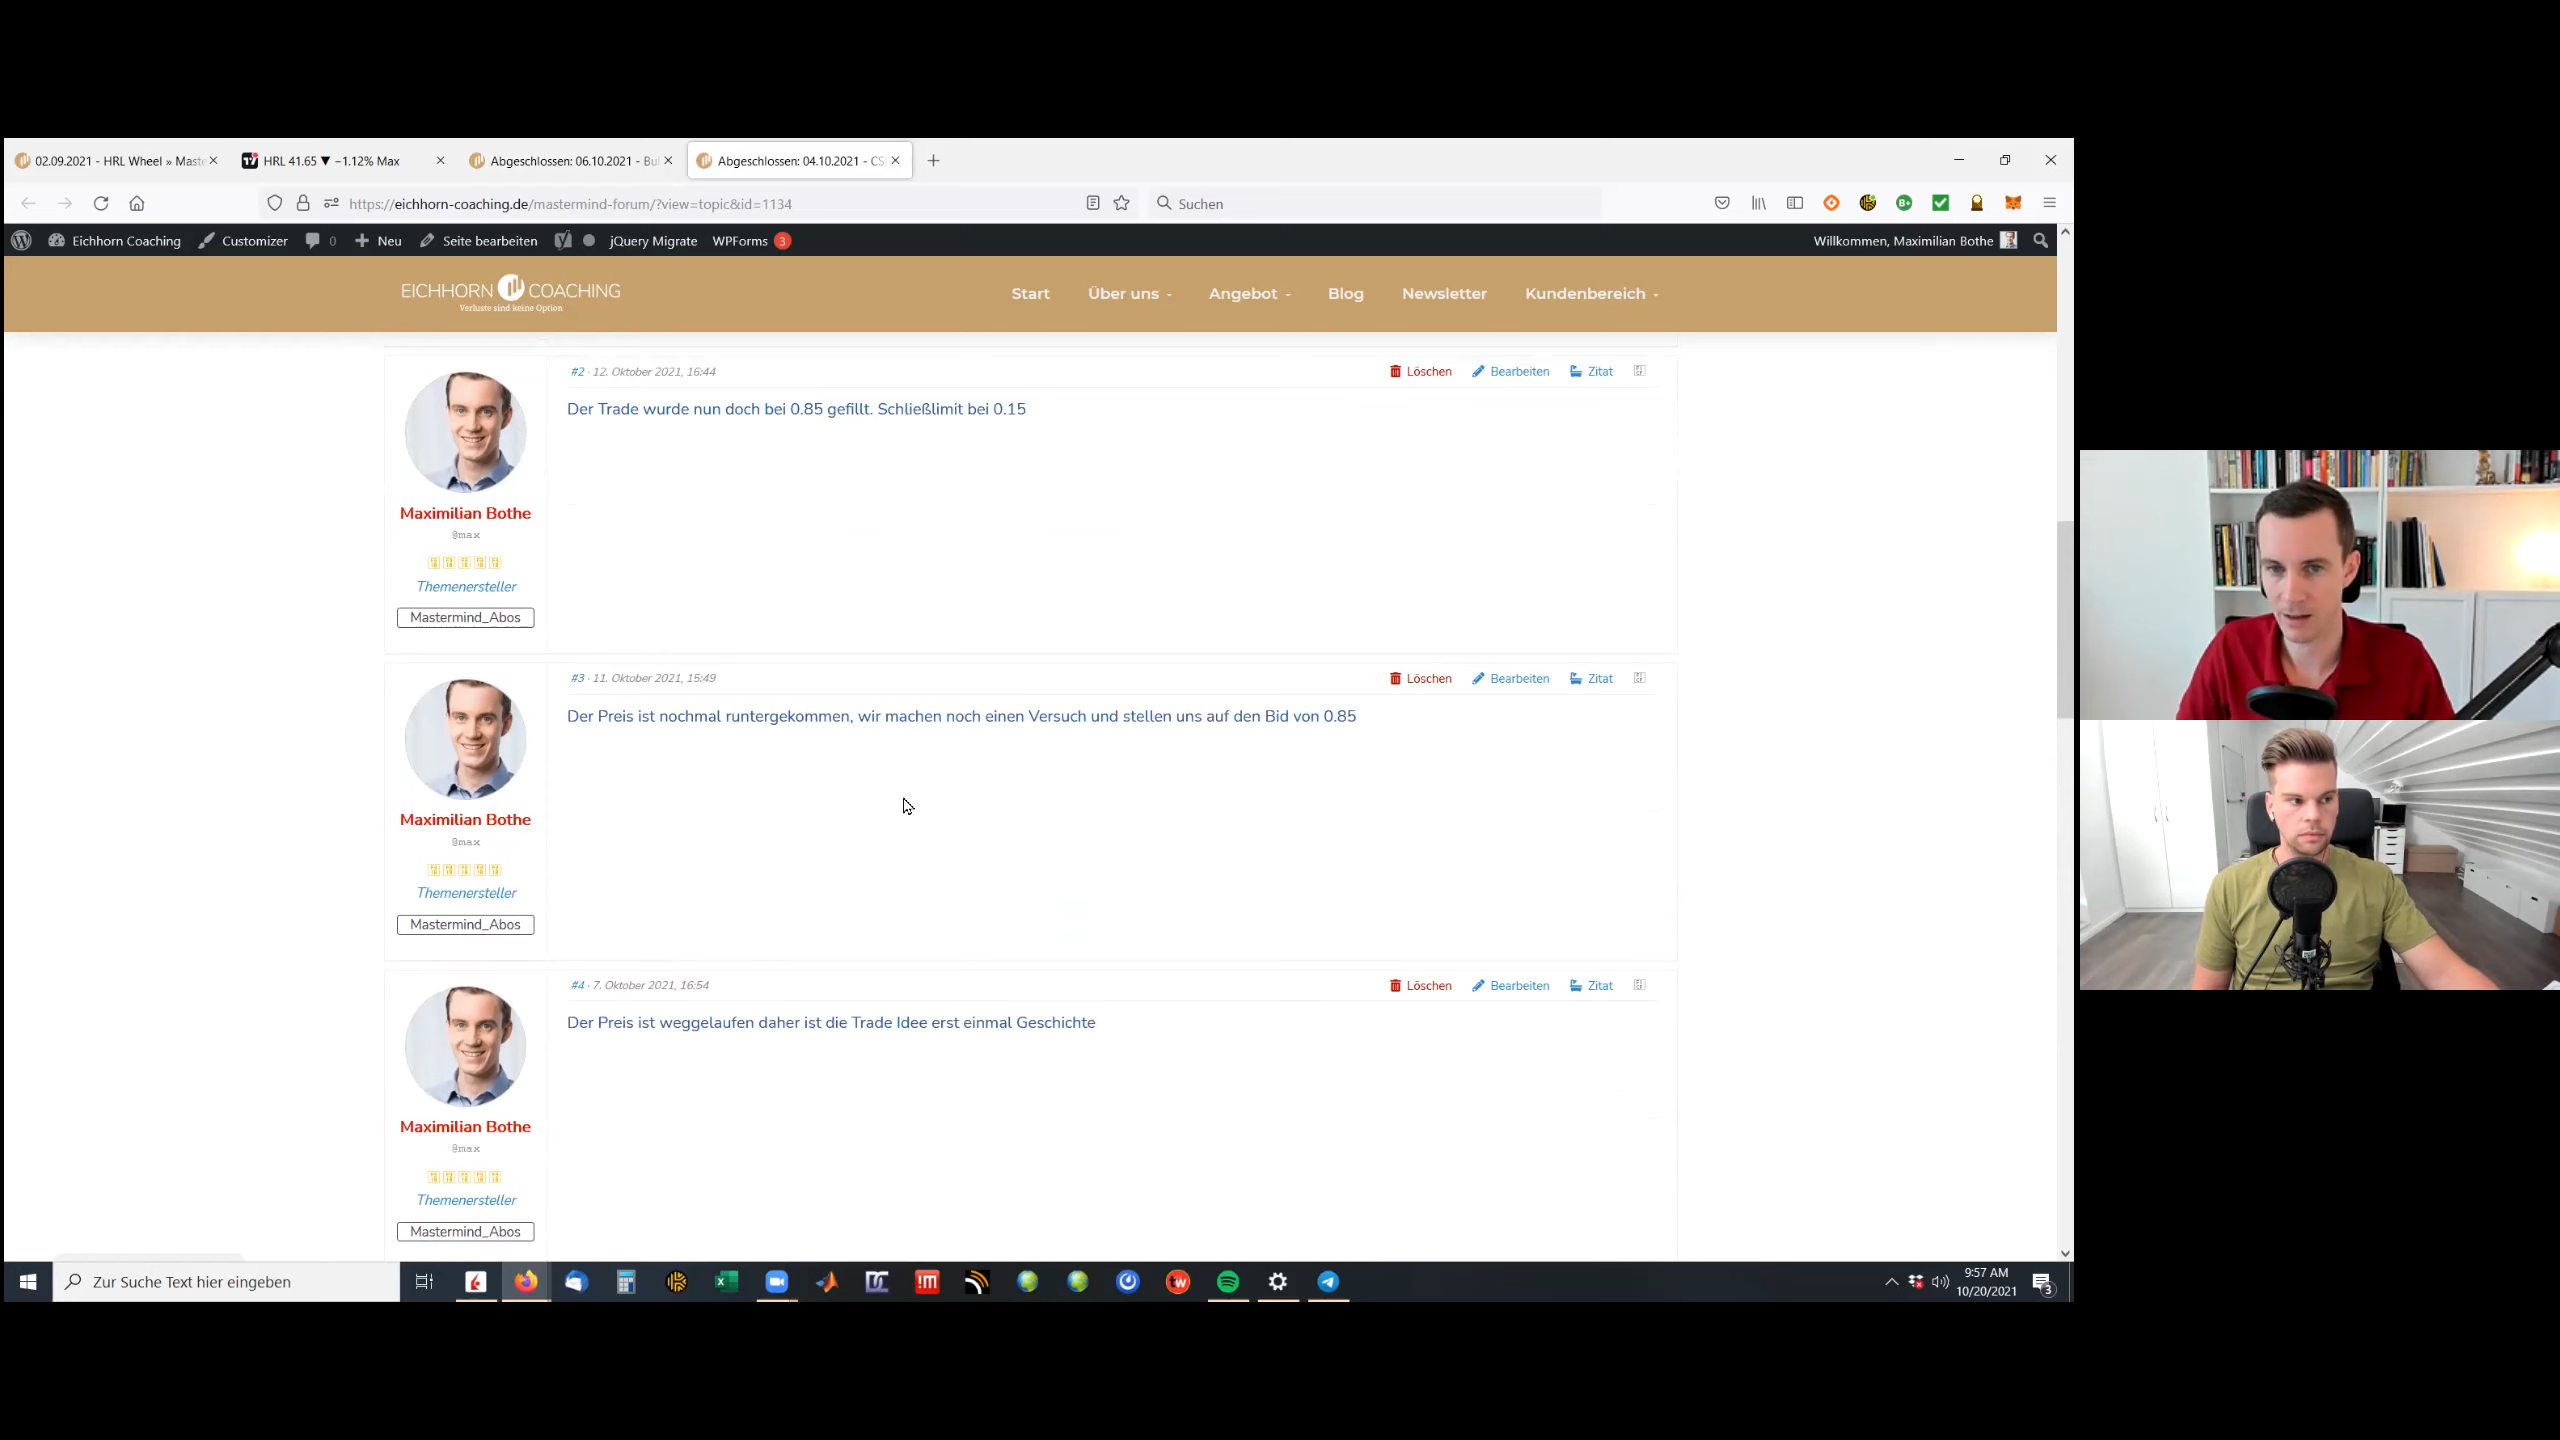 02.09.2021 - HRL Wheel » Maste
HRL 41.65 ▼ −1.12% Max
Abgeschlossen: 06.10.2021 - Bu
Abgeschlossen: 04.10.2021 - CS
https://eichhorn-coaching.de/mastermind-forum/?view=topic&id=1134
Suchen
Eichhorn Coaching
Customizer
0
Neu
Seite bearbeiten
jQuery Migrate
WPForms 3
Willkommen, Maximilian Bothe
EICHHORN COACHING
Verluste sind keine Option
Start
Über uns
Angebot
Blog
Newsletter
Kundenbereich
#2 · 12. Oktober 2021, 16:44
Löschen
Bearbeiten
Zitat
Der Trade wurde nun doch bei 0.85 gefillt. Schließlimit bei 0.15
Maximilian Bothe
@max
Themenersteller
Mastermind_Abos
#3 · 11. Oktober 2021, 15:49
Löschen
Bearbeiten
Zitat
Der Preis ist nochmal runtergekommen, wir machen noch einen Versuch und stellen uns auf den Bid von 0.85
Maximilian Bothe
@max
Themenersteller
Mastermind_Abos
#4 · 7. Oktober 2021, 16:54
Löschen
Bearbeiten
Zitat
Der Preis ist weggelaufen daher ist die Trade Idee erst einmal Geschichte
Maximilian Bothe
@max
Themenersteller
Mastermind_Abos
Zur Suche Text hier eingeben
9:57 AM
10/20/2021
3